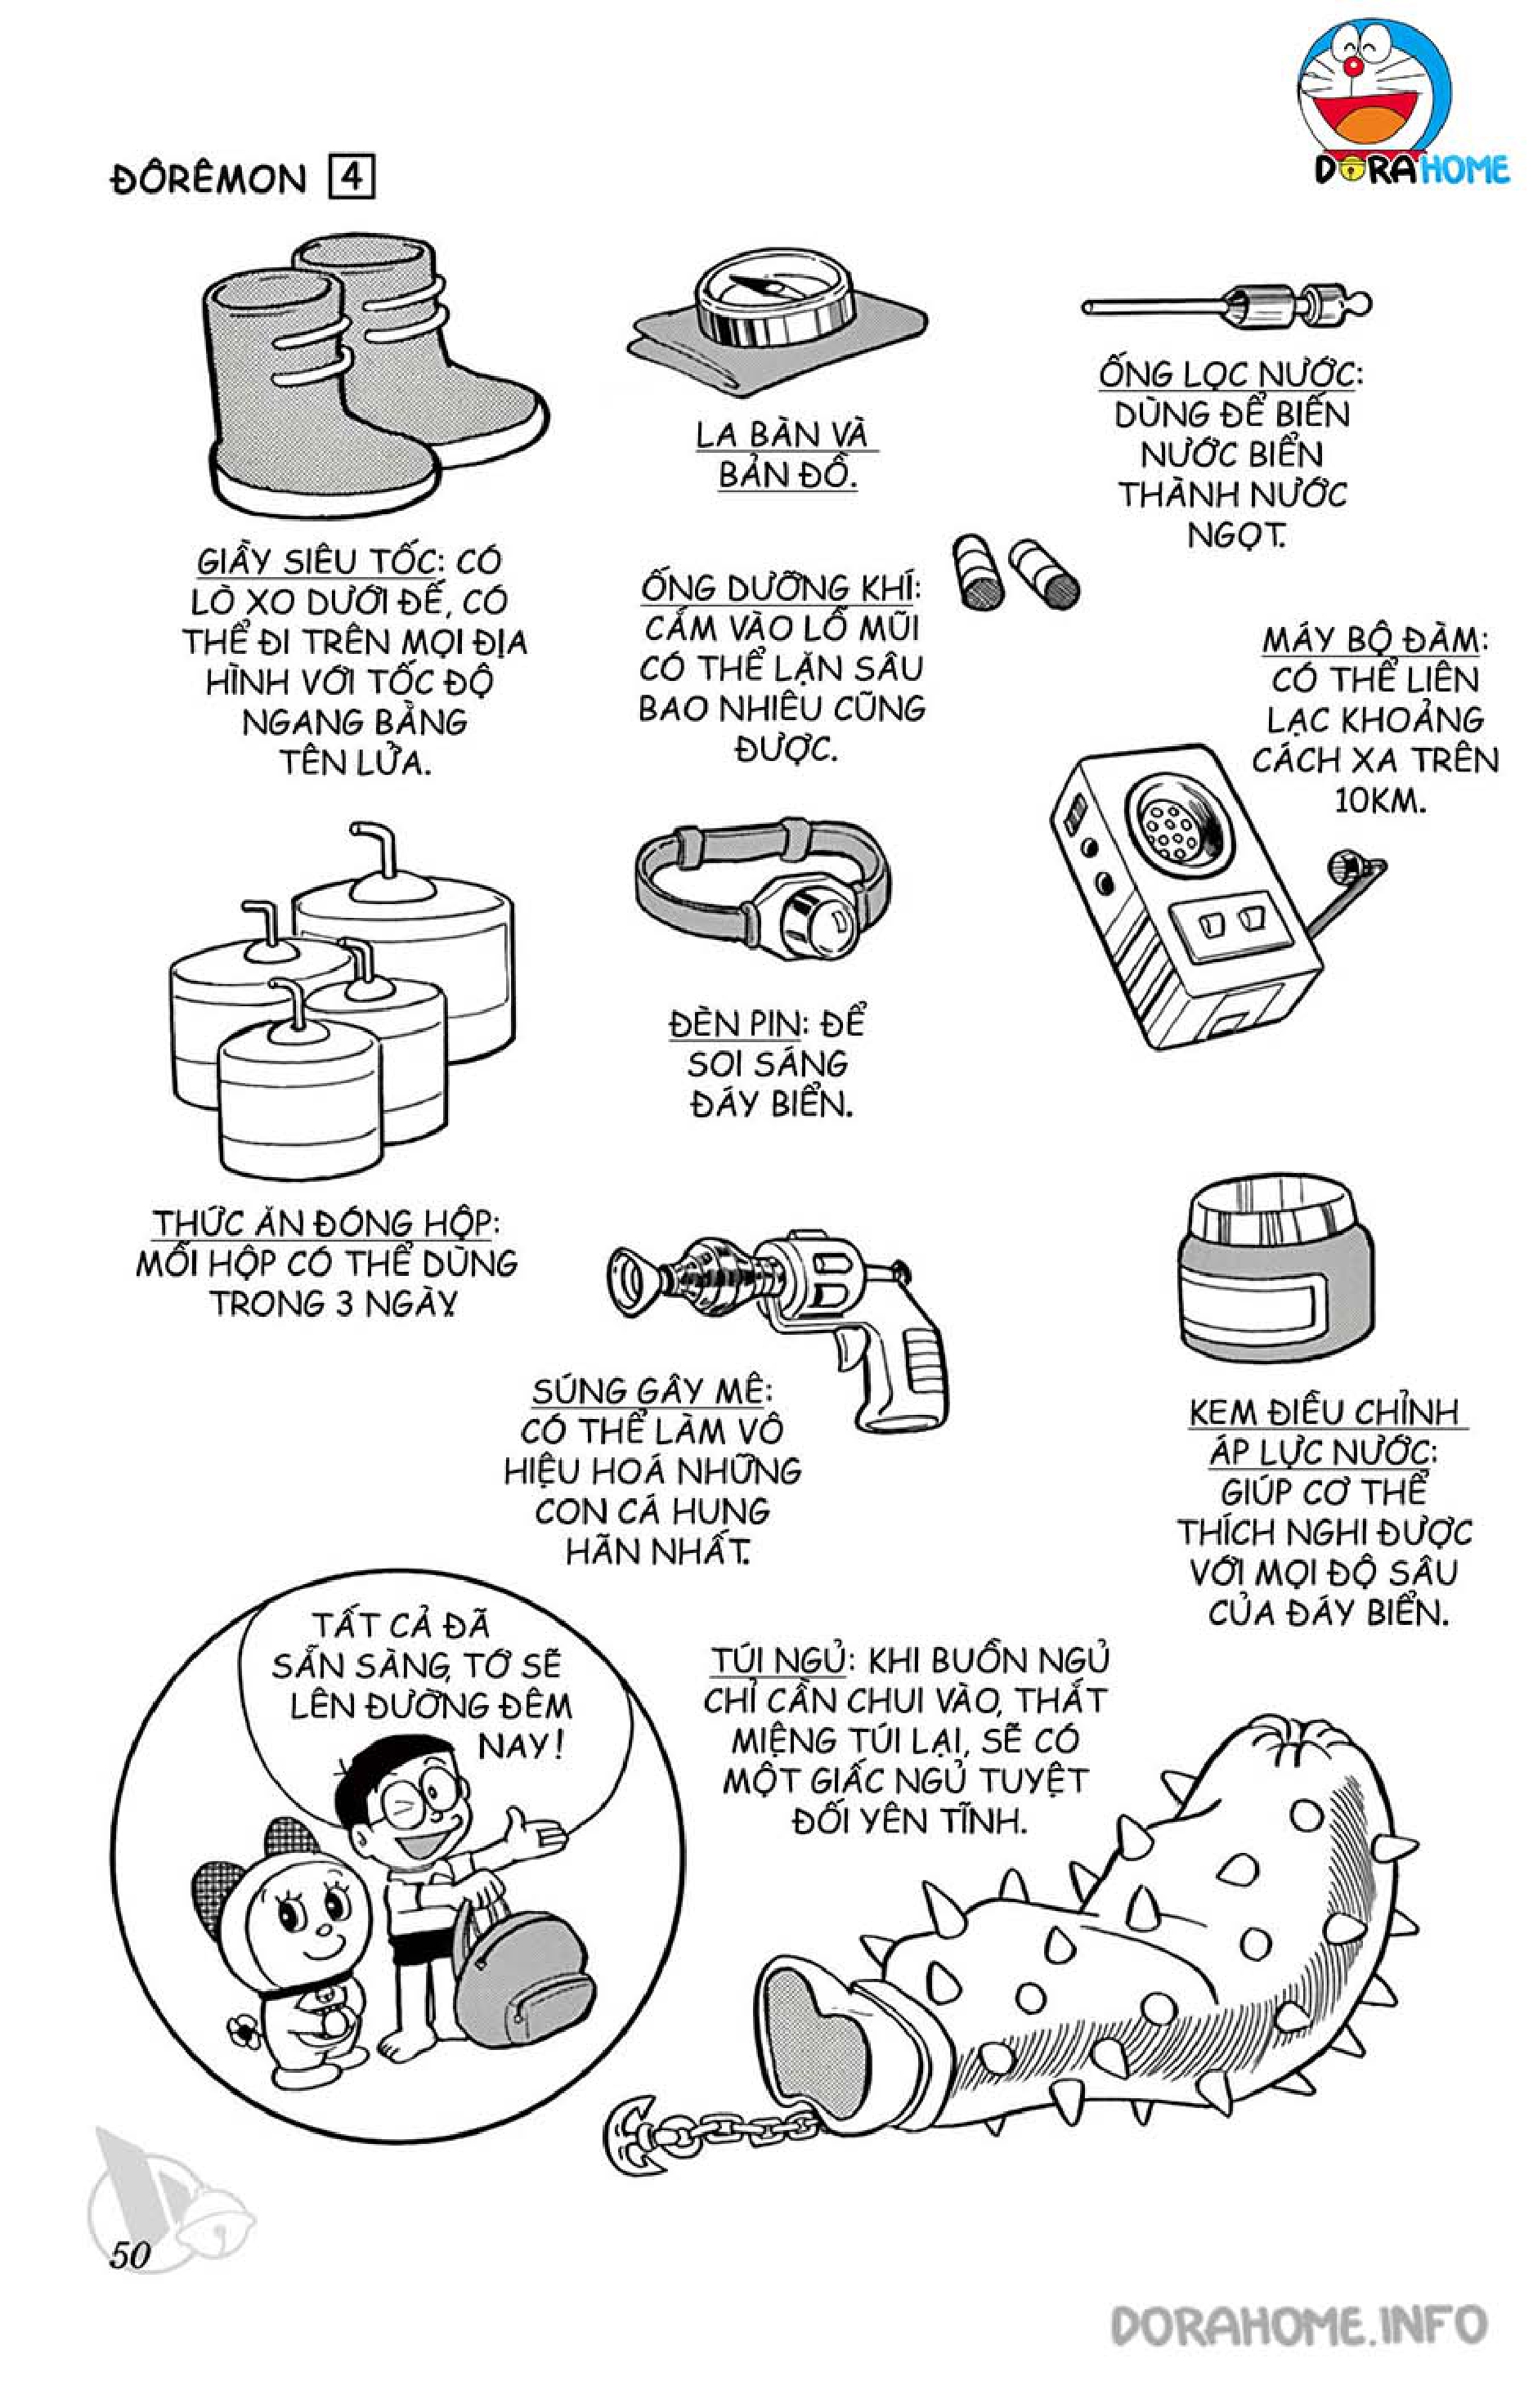 DORAHOME
ĐÔRÊMON 4
GIẦY SIÊU TỐC: CÓ
LÒ XO DƯỚI ĐẾ, CÓ
THỂ ĐI TRÊN MỌI ĐỊA
HÌNH VỚI TỐC ĐỘ
NGANG BẰNG
TÊN LỬA.
LA BÀN VÀ
BẢN ĐỒ.
ỐNG LỌC NƯỚC:
DÙNG ĐỂ BIẾN
NƯỚC BIỂN
THÀNH NƯỚC
NGỌT.
ỐNG DƯỠNG KHÍ:
CẮM VÀO LỖ MŨI
CÓ THỂ LẶN SÂU
BAO NHIÊU CŨNG
ĐƯỢC.
MÁY BỘ ĐÀM:
CÓ THỂ LIÊN
LẠC KHOẢNG
CÁCH XA TRÊN
10KM.
THỨC ĂN ĐÓNG HỘP:
MỖI HỘP CÓ THỂ DÙNG
TRONG 3 NGÀY.
ĐÈN PIN: ĐỂ
SOI SÁNG
ĐÁY BIỂN.
SÚNG GÂY MÊ:
CÓ THỂ LÀM VÔ
HIỆU HOÁ NHỮNG
CON CÁ HUNG
HÃN NHẤT.
KEM ĐIỀU CHỈNH
ÁP LỰC NƯỚC:
GIÚP CƠ THỂ
THÍCH NGHI ĐƯỢC
VỚI MỌI ĐỘ SÂU
CỦA ĐÁY BIỂN.
TẤT CẢ ĐÃ
SẴN SÀNG, TỚ SẼ
LÊN ĐƯỜNG ĐÊM
NAY!
TÚI NGỦ: KHI BUỒN NGỦ
CHỈ CẦN CHUI VÀO, THẮT
MIỆNG TÚI LẠI, SẼ CÓ
MỘT GIẤC NGỦ TUYỆT
ĐỐI YÊN TĨNH.
50
DORAHOME.INFO